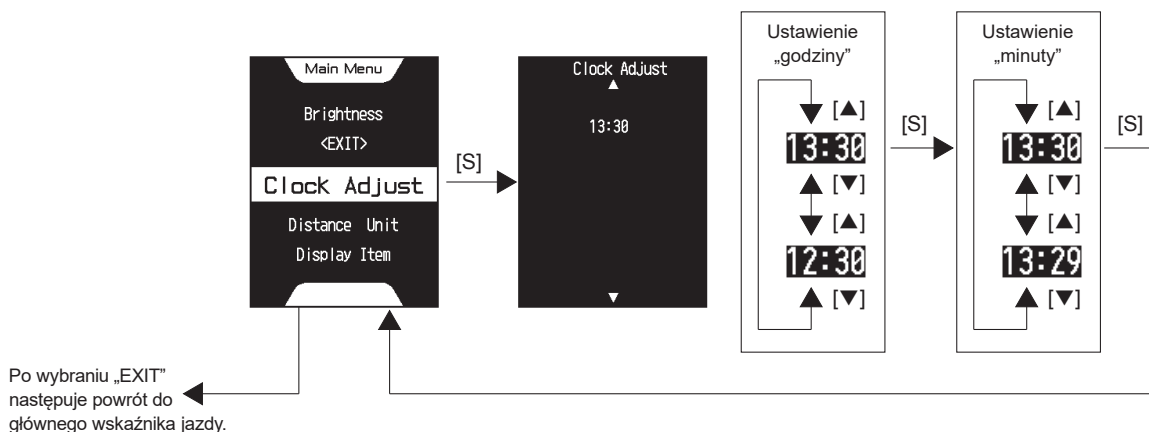 Main Menu
Brightness
<EXIT>
Clock Adjust
Distance Unit
Display Item
[S]
Clock Adjust
▲
13:30
▼
Ustawienie
„godziny”
[▲]
13:30
[▼]
[▲]
12:30
[▼]
[S]
Ustawienie
„minuty”
[▲]
13:30
[▼]
[▲]
13:29
[▼]
[S]
Po wybraniu „EXIT”
następuje powrót do
głównego wskaźnika jazdy.